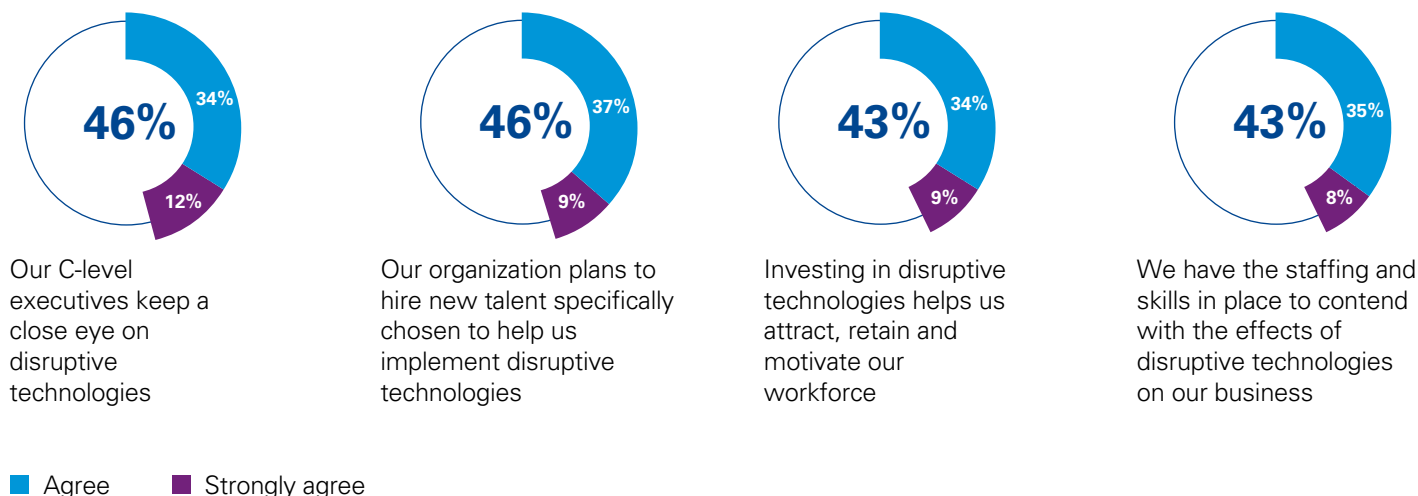 34%
46%
12%
Our C-level
executives keep a
close eye on
disruptive
technologies
37%
46%
9%
Our organization plans to
hire new talent specifically
chosen to help us
implement disruptive
technologies
34%
43%
9%
Investing in disruptive
technologies helps us
attract, retain and
motivate our
workforce
35%
43%
8%
We have the staffing and
skills in place to contend
with the effects of
disruptive technologies
on our business
Agree
Strongly agree